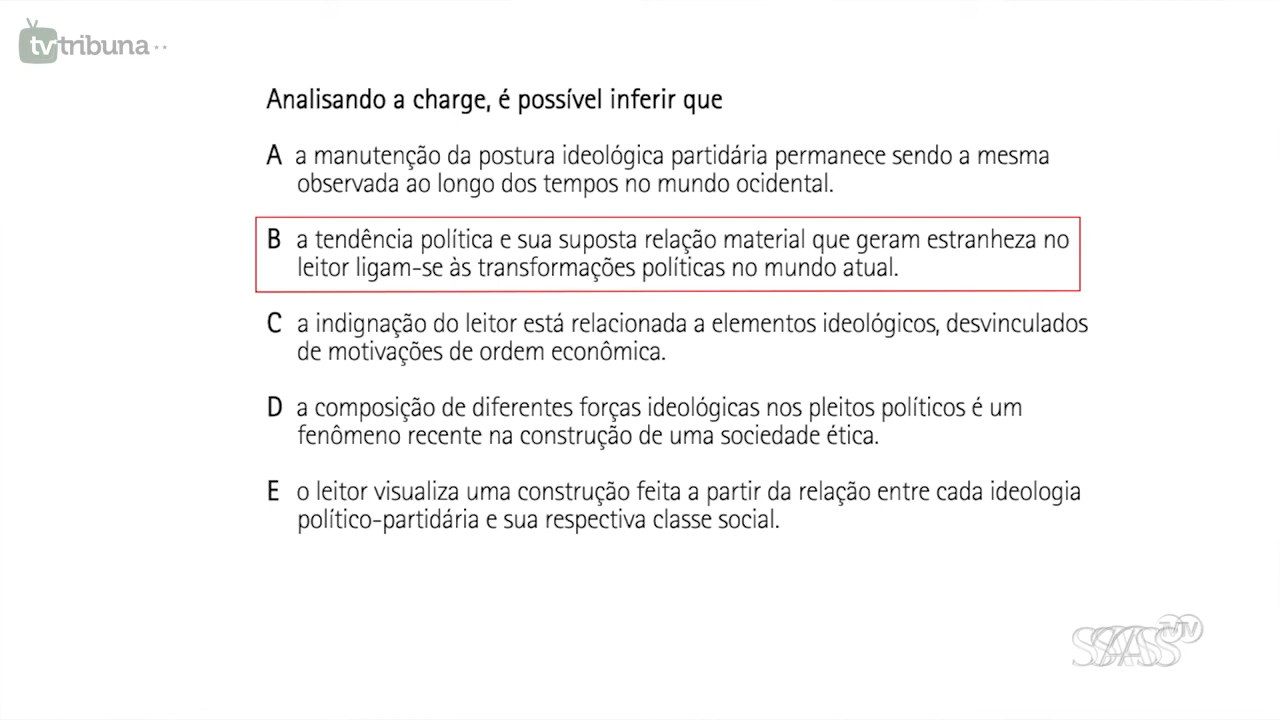 tvtribuna
Analisando a charge, é possível inferir que
A a manutenção da postura ideológica partidária permanece sendo a mesma
observada ao longo dos tempos no mundo ocidental.
B a tendência política e sua suposta relação material que geram estranheza no
leitor ligam-se às transformações políticas no mundo atual.
C a indignação do leitor está relacionada a elementos ideológicos, desvinculados
de motivações de ordem econômica.
D a composição de diferentes forças ideológicas nos pleitos políticos é um
fenômeno recente na construção de uma sociedade ética.
E o leitor visualiza uma construção feita a partir da relação entre cada ideologia
político-partidária e sua respectiva classe social.